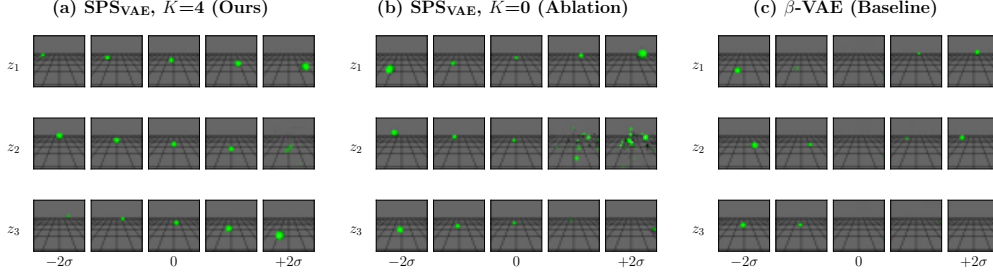 (a) SPS_VAE, K=4 (Ours)
(b) SPS_VAE, K=0 (Ablation)
(c) β-VAE (Baseline)
z₁
z₁
z₁
z₂
z₂
z₂
z₃
z₃
z₃
−2σ 0 +2σ
−2σ 0 +2σ
−2σ 0 +2σ